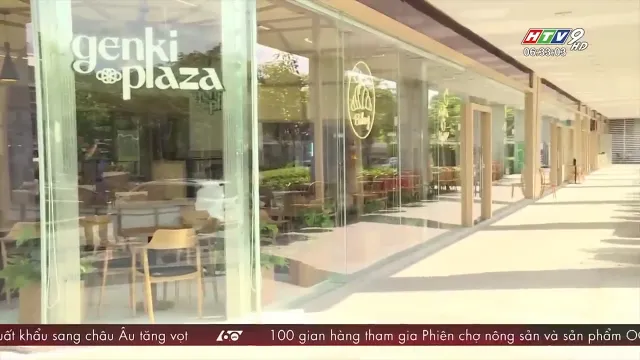 genki
plaza
HTV9
HD
06:33:03
uất khẩu sang châu Âu tăng vọt
60
100 gian hàng tham gia Phiên chợ nông sản và sản phẩm O